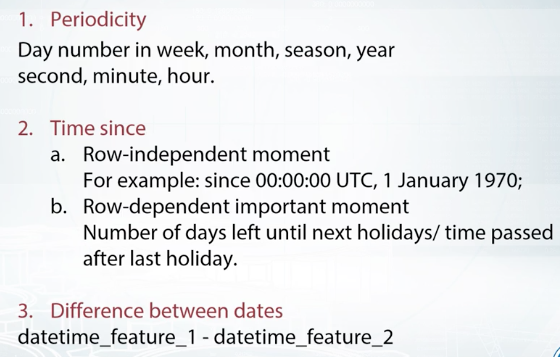 1. Periodicity
Day number in week, month, season, year
second, minute, hour.
2. Time since
a. Row-independent moment
For example: since 00:00:00 UTC, 1 January 1970;
b. Row-dependent important moment
Number of days left until next holidays/ time passed
after last holiday.
3. Difference between dates
datetime_feature_1 - datetime_feature_2